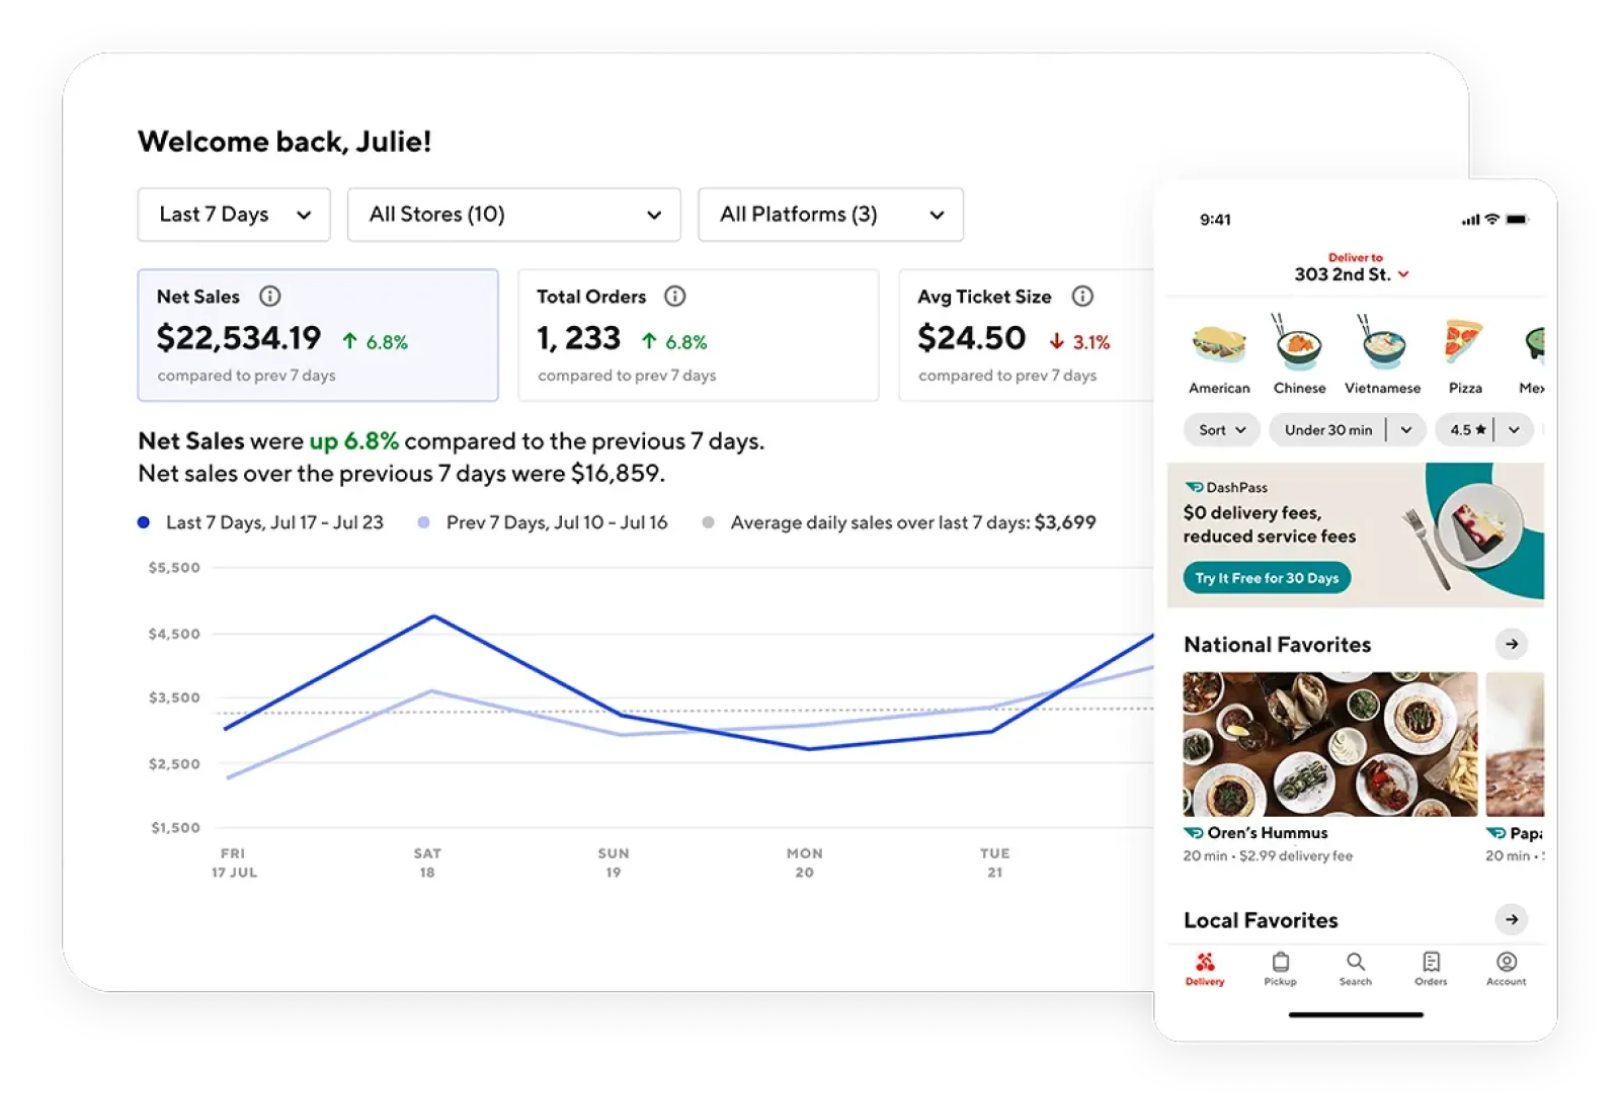 Welcome back, Julie!
Last 7 Days
All Stores (10)
All Platforms (3)
Net Sales
$22,534.19 ↑ 6.8%
compared to prev 7 days
Total Orders
1, 233 ↑ 6.8%
compared to prev 7 days
Avg Ticket Size
$24.50 ↓ 3.1%
compared to prev 7 days
Net Sales were up 6.8% compared to the previous 7 days.
Net sales over the previous 7 days were $16,859.
Last 7 Days, Jul 17 - Jul 23
Prev 7 Days, Jul 10 - Jul 16
Average daily sales over last 7 days: $3,699
$5,500
$4,500
$3,500
$2,500
$1,500
FRI
17 JUL
SAT
18
SUN
19
MON
20
TUE
21
9:41
Deliver to
303 2nd St.
American
Chinese
Vietnamese
Pizza
Mex
Sort
Under 30 min
4.5 ★
DashPass
$0 delivery fees,
reduced service fees
Try It Free for 30 Days
National Favorites
Oren's Hummus
20 min • $2.99 delivery fee
Papa
20 min •
Local Favorites
Delivery
Pickup
Search
Orders
Account